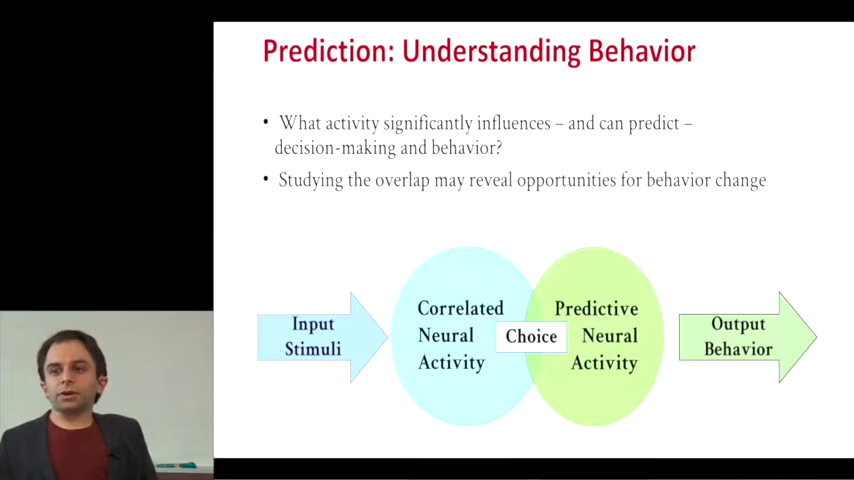 Prediction: Understanding Behavior
• What activity significantly influences – and can predict –
decision-making and behavior?
• Studying the overlap may reveal opportunities for behavior change
Input
Stimuli
Correlated
Neural
Activity
Choice
Predictive
Neural
Activity
Output
Behavior